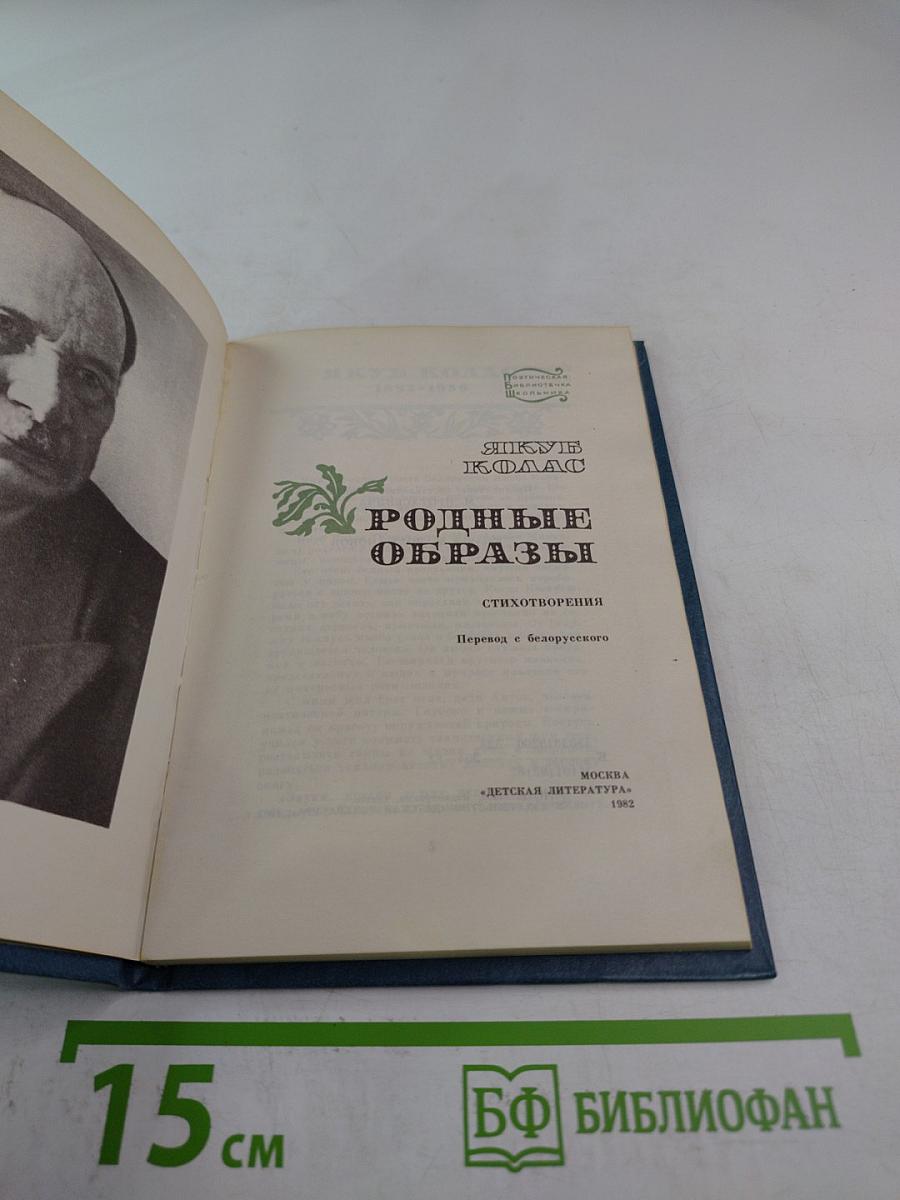 Поэтическая
Библиотечка
Школьника
ЯКУБ
КОЛАС
РОДНЫЕ
ОБРАЗЫ
СТИХОТВОРЕНИЯ
Перевод с белорусского
МОСКВА
«ДЕТСКАЯ ЛИТЕРАТУРА»
1982
15 см
БФ БИБЛИОФАН